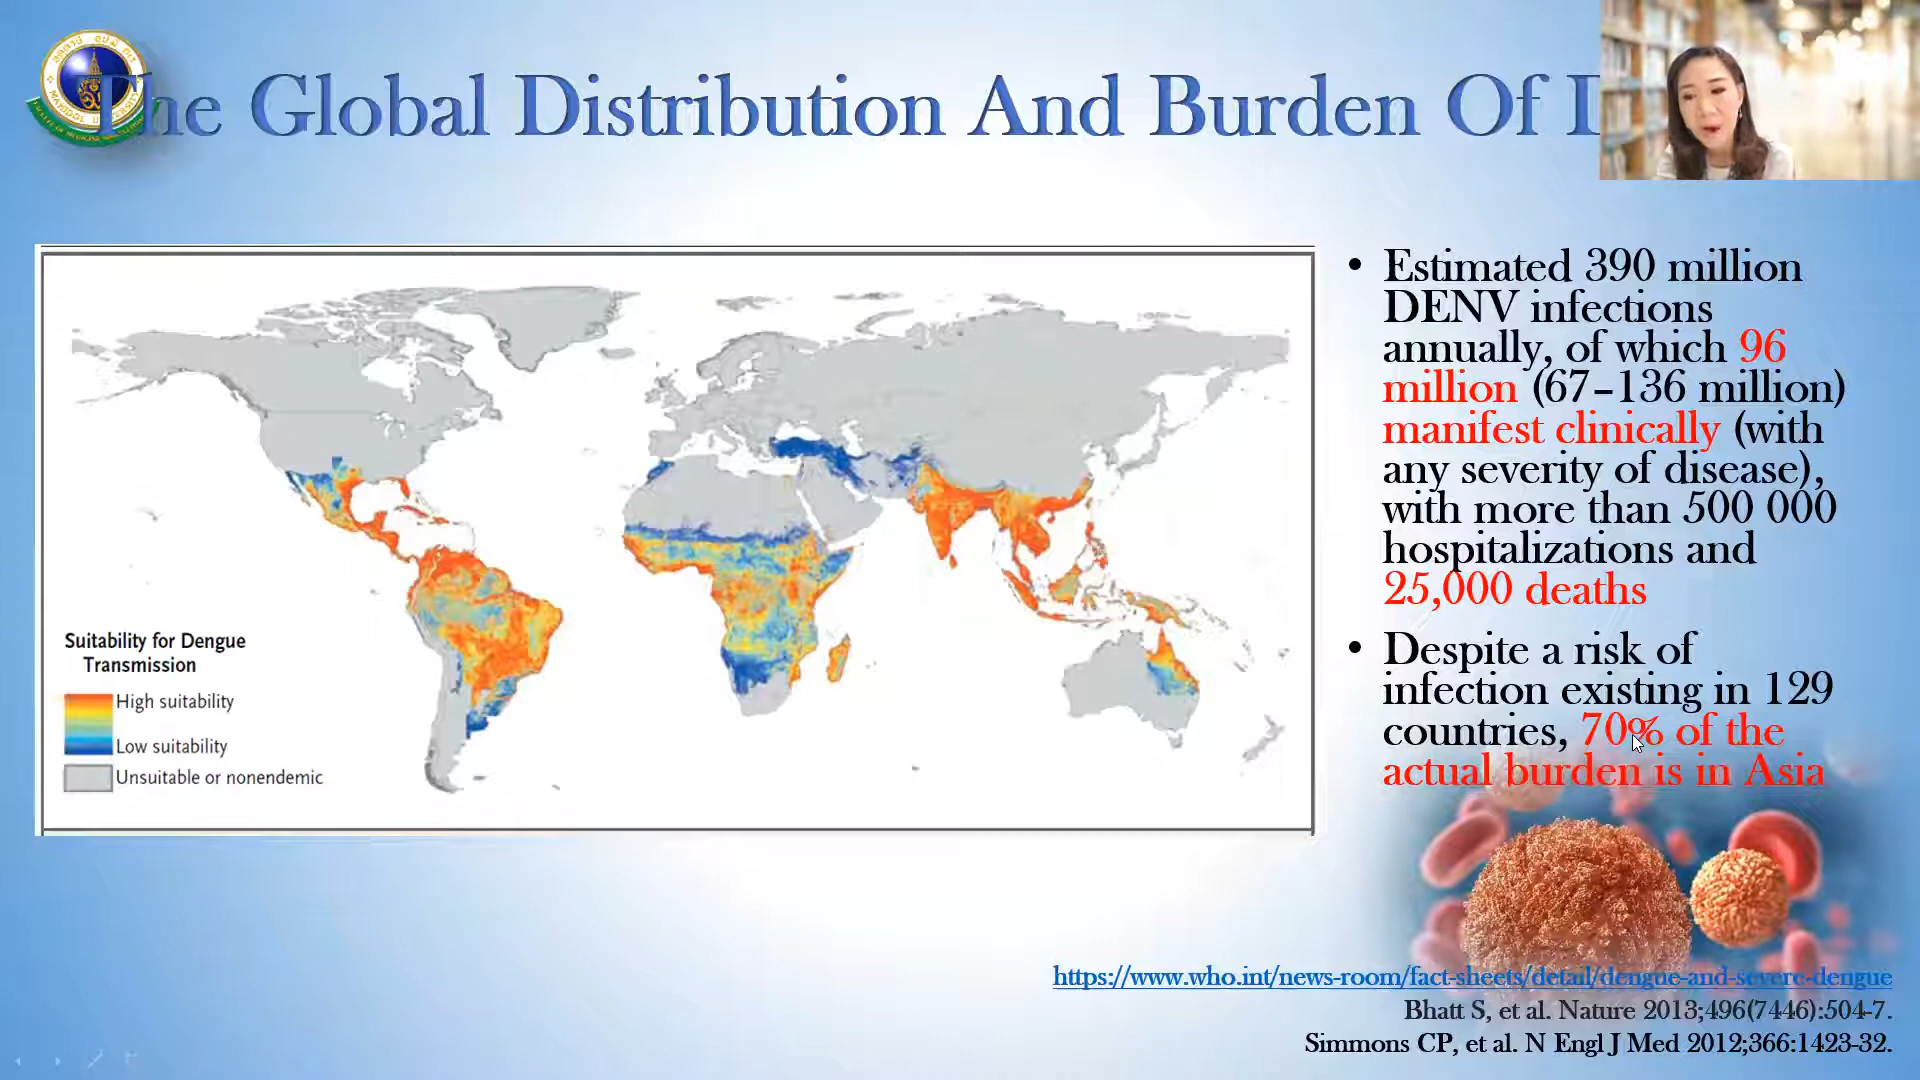 The Global Distribution And Burden Of D
• Estimated 390 million
DENV infections
annually, of which 96
million (67–136 million)
manifest clinically (with
any severity of disease),
with more than 500 000
hospitalizations and
25,000 deaths
• Despite a risk of
infection existing in 129
countries, 70% of the
actual burden is in Asia
Suitability for Dengue
Transmission
High suitability
Low suitability
Unsuitable or nonendemic
https://www.who.int/news-room/fact-sheets/detail/dengue-and-severe-dengue
Bhatt S, et al. Nature 2013;496(7446):504-7.
Simmons CP, et al. N Engl J Med 2012;366:1423-32.